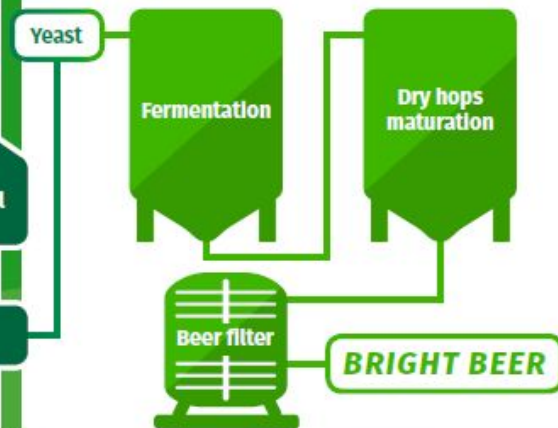 Yeast
Fermentation
Dry hops
maturation
Beer filter
BRIGHT BEER